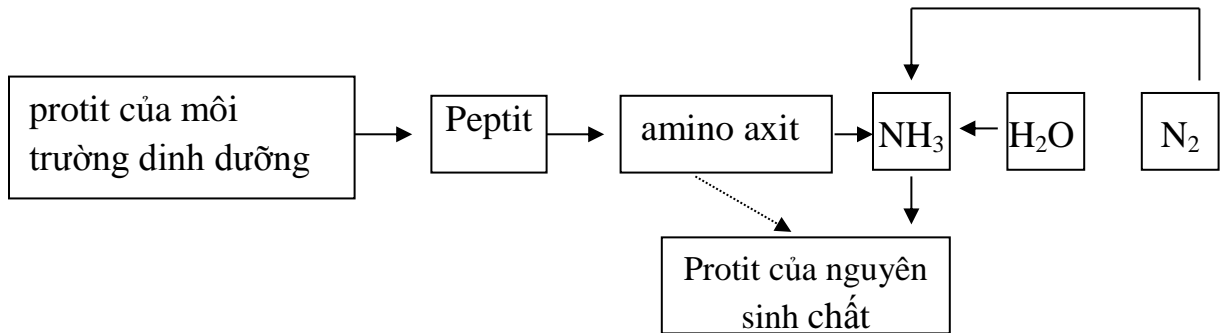 protit của môi
trường dinh dưỡng
Peptit
amino axit
NH₃
H₂O
N₂
Protit của nguyên
sinh chất